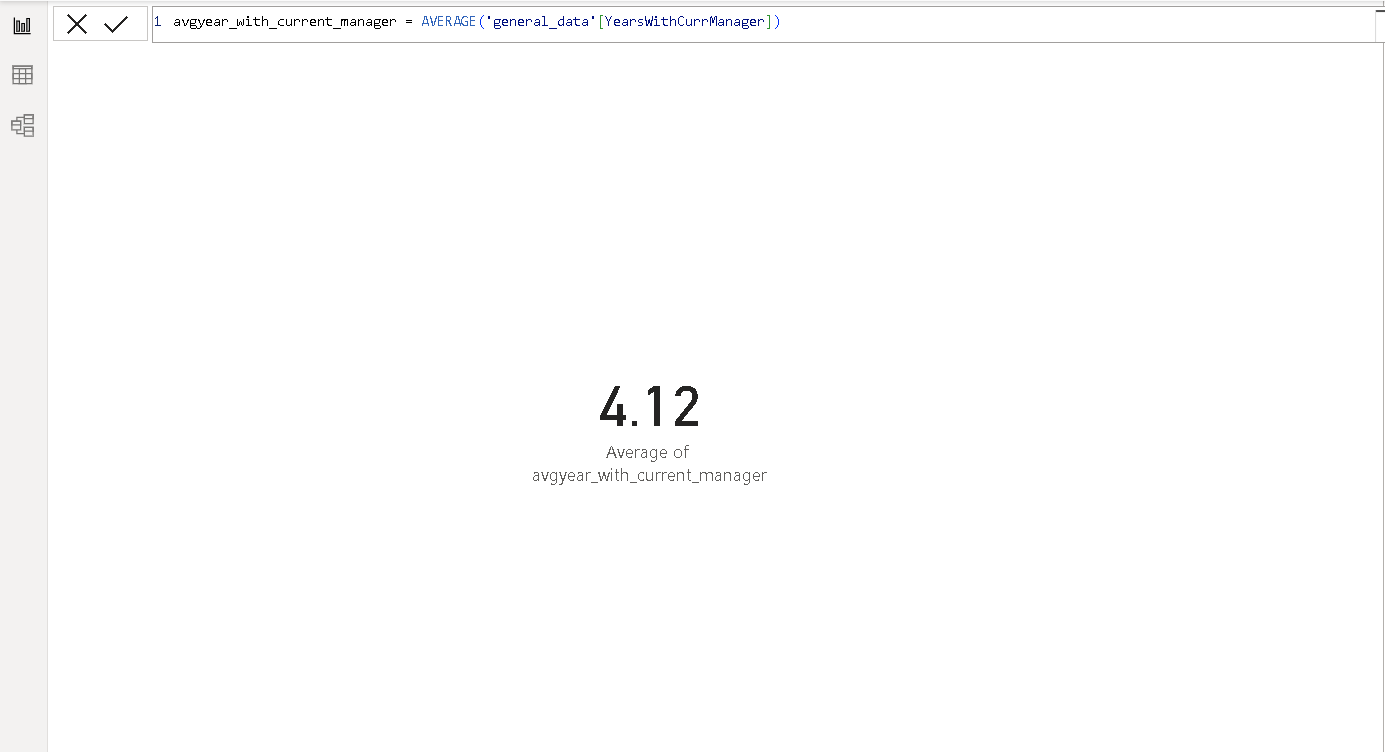 1 avgyear_with_current_manager = AVERAGE('general_data'[YearsWithCurrManager])
4.12
Average of
avgyear_with_current_manager